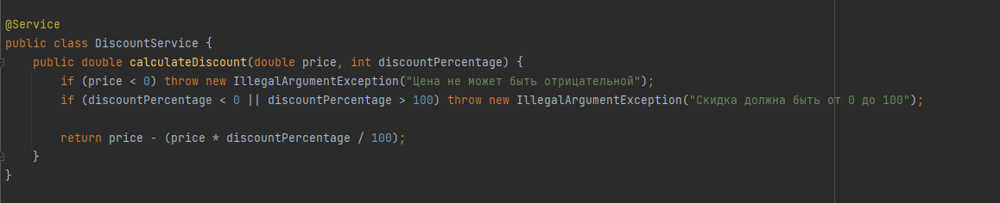 @Service
public class DiscountService {
public double calculateDiscount(double price, int discountPercentage) {
if (price < 0) throw new IllegalArgumentException("Цена не может быть отрицательной");
if (discountPercentage < 0 || discountPercentage > 100) throw new IllegalArgumentException("Скидка должна быть от 0 до 100");
return price - (price * discountPercentage / 100);
}
}